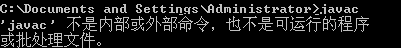 C:\Documents and Settings\Administrator>javac
'javac' 不是内部或外部命令，也不是可运行的程序
或批处理文件。